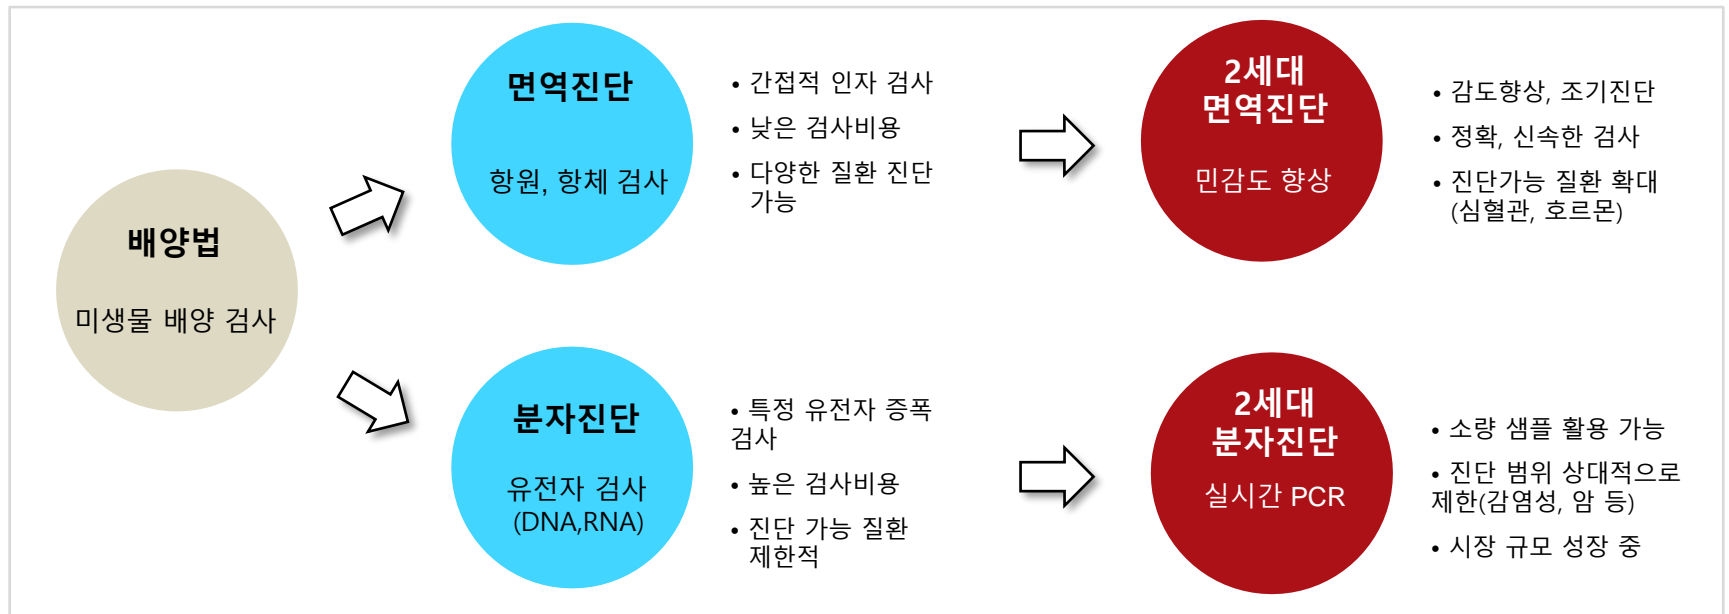 배양법
미생물 배양 검사
면역진단
항원, 항체 검사
• 간접적 인자 검사
• 낮은 검사비용
• 다양한 질환 진단
가능
2세대
면역진단
민감도 향상
• 감도향상, 조기진단
• 정확, 신속한 검사
• 진단가능 질환 확대
(심혈관, 호르몬)
분자진단
유전자 검사
(DNA,RNA)
• 특정 유전자 증폭
검사
• 높은 검사비용
• 진단 가능 질환
제한적
2세대
분자진단
실시간 PCR
• 소량 샘플 활용 가능
• 진단 범위 상대적으로
제한(감염성, 암 등)
• 시장 규모 성장 중